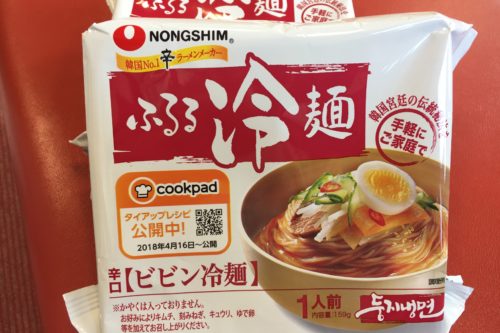 NONGSHIM
韓国No.1 辛ラーメンメーカー
ふるる冷麺
韓国宮廷の伝統
手軽に
ご家庭で
cookpad
タイアップレシピ
公開中!
2018年4月16日~公開
辛口【ビビン冷麺】
※かやくは入っておりません。
お好みによりキムチ、刻みねぎ、キュウリ、ゆで卵
等を加えてお召し上がりください。
1人前
内容量:159g
둥지냉면